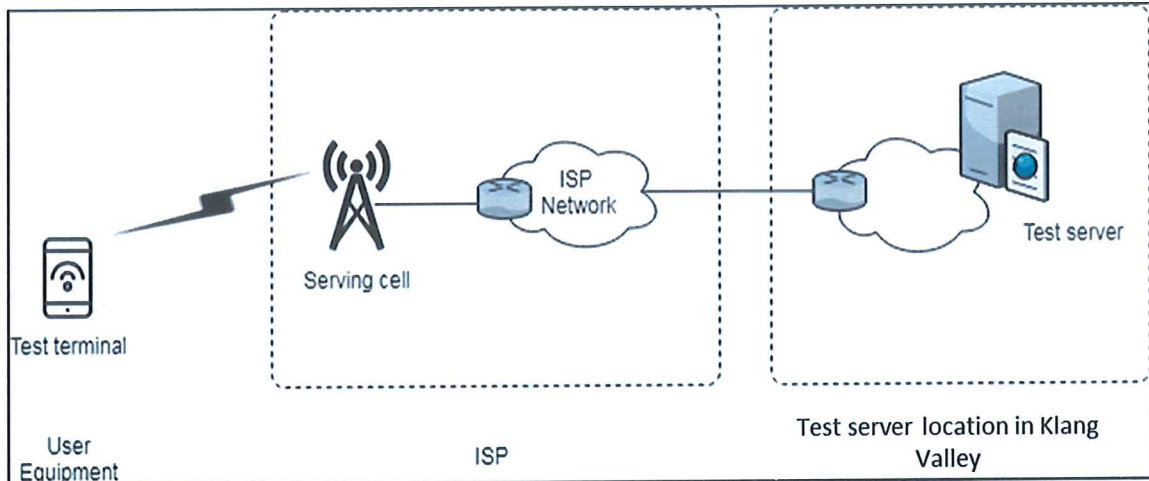 ISP
Network
Test server
Serving cell
Test terminal
User
Equipment
ISP
Test server location in Klang
Valley